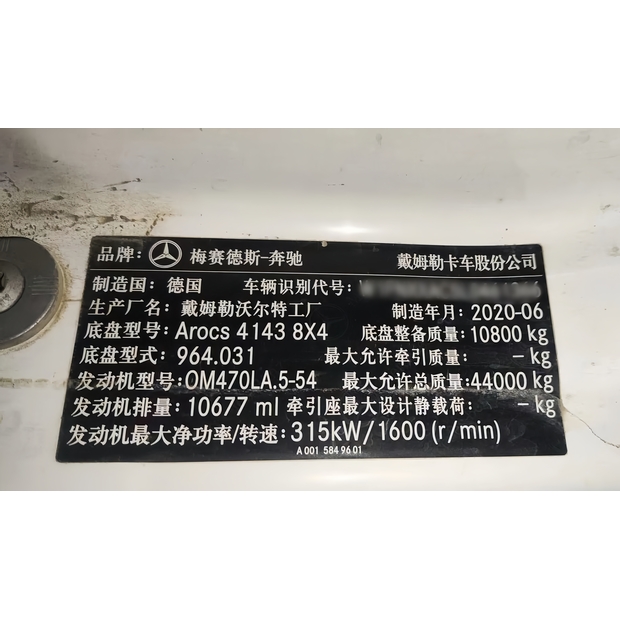 品牌: 梅赛德斯-奔驰 戴姆勒卡车股份公司
制造国: 德国 车辆识别代号:
生产厂名: 戴姆勒沃尔特工厂 制造年月: 2020-06
底盘型号: Arocs 4143 8X4 底盘整备质量: 10800 kg
底盘型式: 964.031 最大允许牵引质量: - kg
发动机型号: OM470LA.5-54 最大允许总质量: 44000 kg
发动机排量: 10677 ml 牵引座最大设计静载荷: - kg
发动机最大净功率/转速: 315kW/1600 (r/min)
A 001 584 96 01